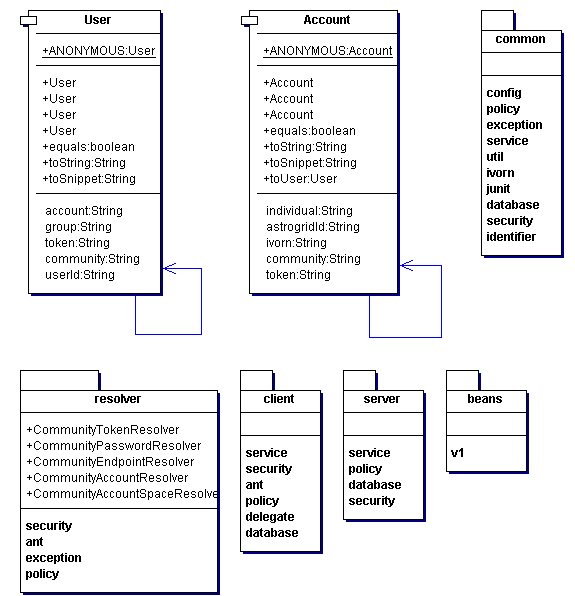 User
+ANONYMOUS:User
+User
+User
+User
+User
+equals:boolean
+toString:String
+toSnippet:String
account:String
group:String
token:String
community:String
userId:String
Account
+ANONYMOUS:Account
+Account
+Account
+Account
+equals:boolean
+toString:String
+toSnippet:String
+toUser:User
individual:String
astrogridId:String
ivorn:String
community:String
token:String
common
config
policy
exception
service
util
ivorn
junit
database
security
identifier
resolver
+CommunityTokenResolver
+CommunityPasswordResolver
+CommunityEndpointResolver
+CommunityAccountResolver
+CommunityAccountSpaceResolve
security
ant
exception
policy
client
service
security
ant
policy
delegate
database
server
service
policy
database
security
beans
v1